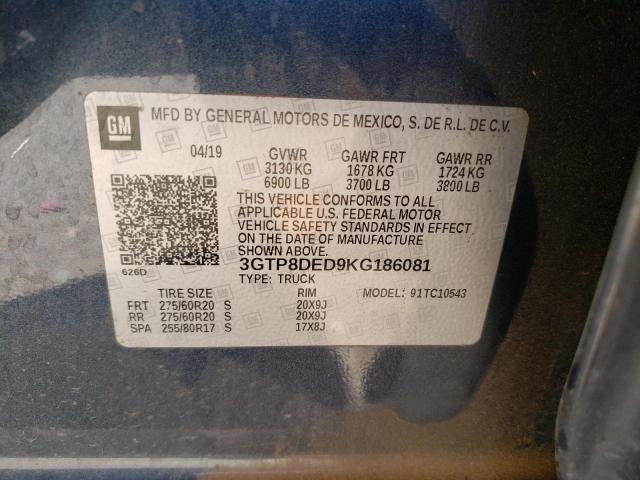 GM MFD BY GENERAL MOTORS DE MEXICO, S. DE R.L. DE C.V.
04/19 GVWR GAWR FRT GAWR RR
3130 KG 1678 KG 1724 KG
6900 LB 3700 LB 3800 LB
THIS VEHICLE CONFORMS TO ALL
APPLICABLE U.S. FEDERAL MOTOR
VEHICLE SAFETY STANDARDS IN EFFECT
ON THE DATE OF MANUFACTURE
SHOWN ABOVE.
626D 3GTP8DED9KG186081
TYPE: TRUCK
TIRE SIZE RIM MODEL: 91TC10543
FRT 275/60R20 S 20X9J
RR 275/60R20 S 20X9J
SPA 255/80R17 S 17X8J